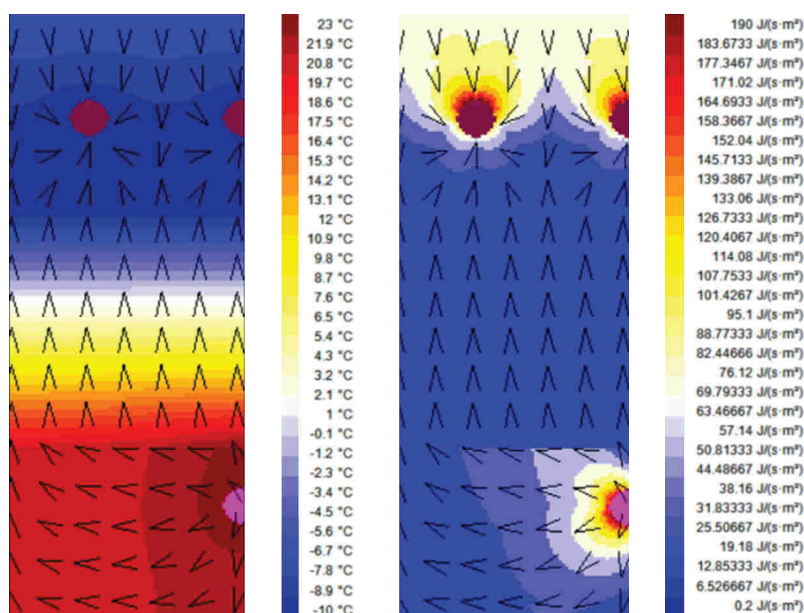 23 °C
21.9 °C
20.8 °C
19.7 °C
18.6 °C
17.5 °C
16.4 °C
15.3 °C
14.2 °C
13.1 °C
12 °C
10.9 °C
9.8 °C
8.7 °C
7.6 °C
6.5 °C
5.4 °C
4.3 °C
3.2 °C
2.1 °C
1 °C
-0.1 °C
-1.2 °C
-2.3 °C
-3.4 °C
-4.5 °C
-5.6 °C
-6.7 °C
-7.8 °C
-8.9 °C
-10 °C
190 J/(s·m²)
183.6733 J/(s·m²)
177.3467 J/(s·m²)
171.02 J/(s·m²)
164.6933 J/(s·m²)
158.3667 J/(s·m²)
152.04 J/(s·m²)
145.7133 J/(s·m²)
139.3867 J/(s·m²)
133.06 J/(s·m²)
126.7333 J/(s·m²)
120.4067 J/(s·m²)
114.08 J/(s·m²)
107.7533 J/(s·m²)
101.4267 J/(s·m²)
95.1 J/(s·m²)
88.77333 J/(s·m²)
82.44666 J/(s·m²)
76.12 J/(s·m²)
69.79333 J/(s·m²)
63.46667 J/(s·m²)
57.14 J/(s·m²)
50.81333 J/(s·m²)
44.48667 J/(s·m²)
38.16 J/(s·m²)
31.83333 J/(s·m²)
25.50667 J/(s·m²)
19.18 J/(s·m²)
12.85333 J/(s·m²)
6.526667 J/(s·m²)
0.2 J/(s·m²)